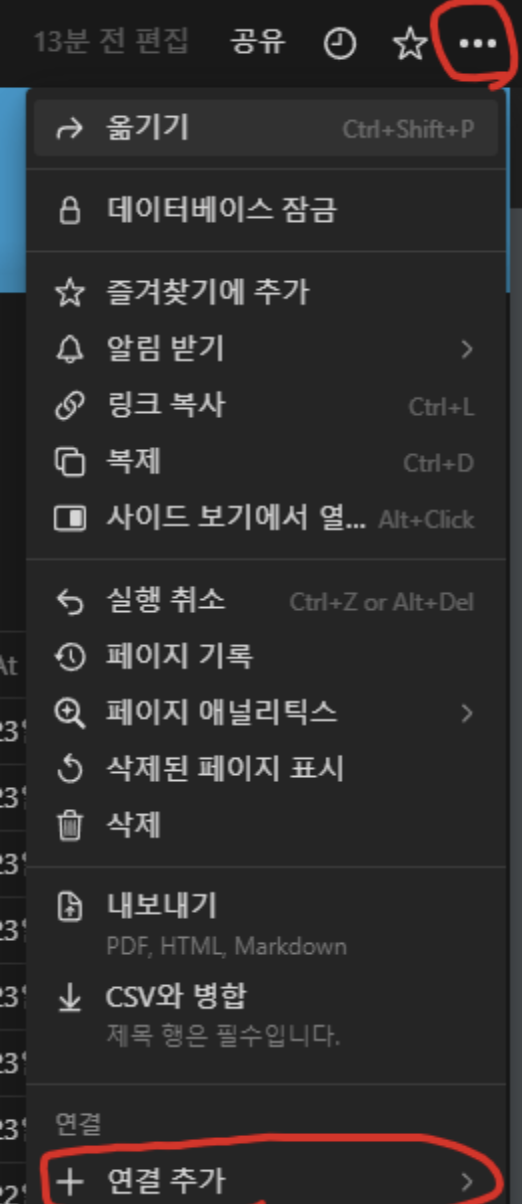 13분 전 편집 공유
옮기기 Ctrl+Shift+P
데이터베이스 잠금
즐겨찾기에 추가
알림 받기
링크 복사 Ctrl+L
복제 Ctrl+D
사이드 보기에서 열... Alt+Click
실행 취소 Ctrl+Z or Alt+Del
At
페이지 기록
페이지 애널리틱스
삭제된 페이지 표시
삭제
내보내기
PDF, HTML, Markdown
CSV와 병합
제목 행은 필수입니다.
연결
연결 추가